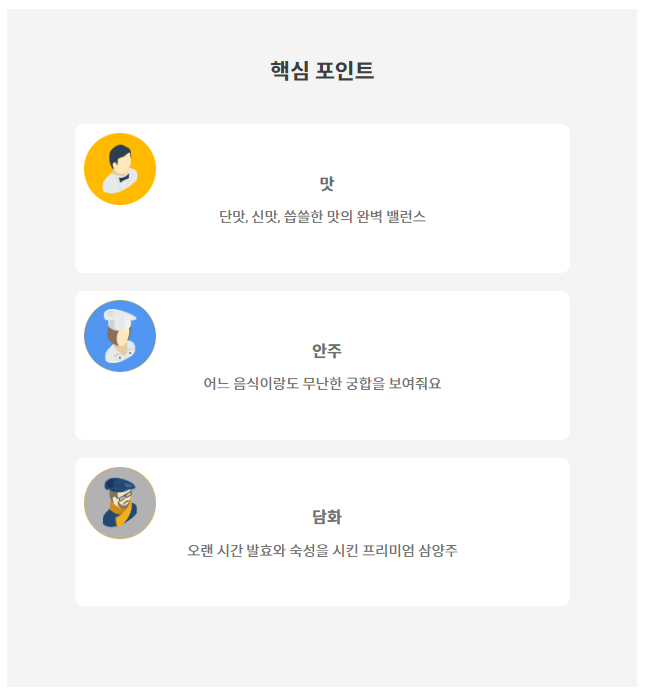 핵심 포인트
맛
단맛, 신맛, 씁쓸한 맛의 완벽 밸런스
안주
어느 음식이랑도 무난한 궁합을 보여줘요
담화
오랜 시간 발효와 숙성을 시킨 프리미엄 삼양주